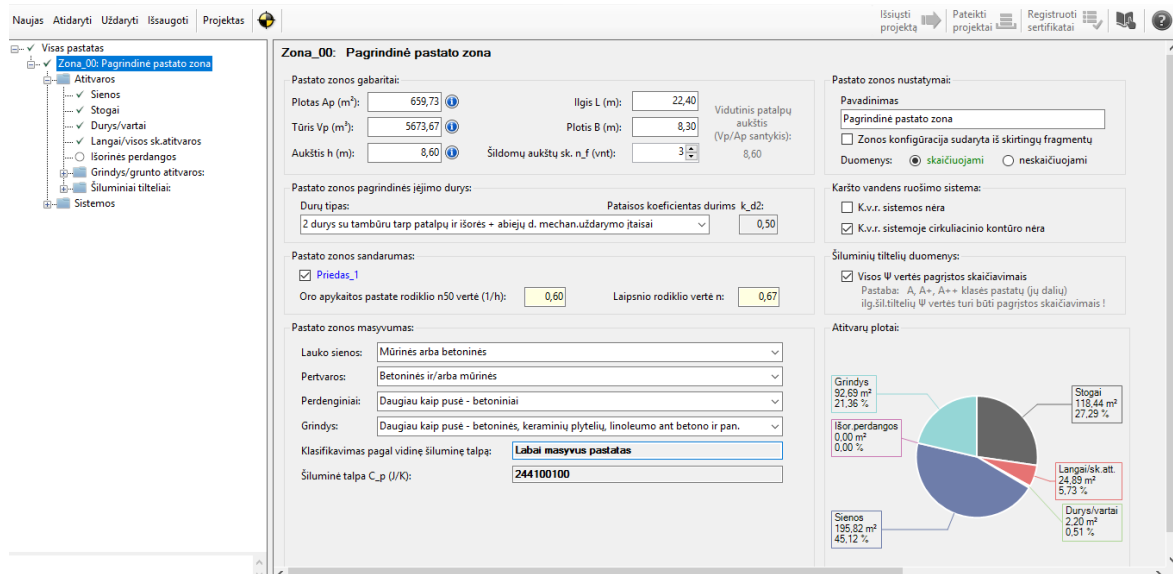 Naujas Atidaryti Uždaryti Išsaugoti Projektas
Išsiųsti projektą
Pateikti projektai
Registruoti sertifikatai
Visas pastatas
Zona_00: Pagrindinė pastato zona
Atitvaros
Sienos
Stogai
Durys/vartai
Langai/visos sk.atitvaros
Išorinės perdangos
Grindys/grunto atitvaros:
Šiluminiai tilteliai:
Sistemos
Zona_00: Pagrindinė pastato zona
Pastato zonos gabaritai:
Plotas Ap (m²): 659,73
Ilgis L (m): 22,40
Tūris Vp (m³): 5673,67
Plotis B (m): 8,30
Aukštis h (m): 8,60
Šildomų aukštų sk. n_f (vnt): 3
Vidutinis patalpų
aukštis
(Vp/Ap santykis):
8,60
Pastato zonos pagrindinės įėjimo durys:
Durų tipas:
Pataisos koeficientas durims k_d2:
2 durys su tambūru tarp patalpų ir išorės + abiejų d. mechan.uždarymo įtaisai
0,50
Pastato zonos sandarumas:
Priedas_1
Oro apykaitos pastate rodiklio n50 vertė (1/h): 0,60
Laipsnio rodiklio vertė n: 0,67
Pastato zonos masyvumas:
Lauko sienos: Mūrinės arba betoninės
Pertvaros: Betoninės ir/arba mūrinės
Perdenginiai: Daugiau kaip pusė - betoniniai
Grindys: Daugiau kaip pusė - betoninės, keraminių plytelių, linoleumo ant betono ir pan.
Klasifikavimas pagal vidinę šiluminę talpą: Labai masyvus pastatas
Šiluminė talpa C_p (J/K): 244100100
Pastato zonos nustatymai:
Pavadinimas
Pagrindinė pastato zona
Zonos konfigūracija sudaryta iš skirtingų fragmentų
Duomenys: skaičiuojami neskaičiuojami
Karšto vandens ruošimo sistema:
K.v.r. sistemos nėra
K.v.r. sistemoje cirkuliacinio kontūro nėra
Šiluminių tiltelių duomenys:
Visos Ψ vertės pagrįstos skaičiavimais
Pastaba: A, A+, A++ klasės pastatų (jų dalių)
ilg.šil.tiltelių Ψ vertės turi būti pagrįstos skaičiavimais !
Atitvarų plotai:
Grindys
92,69 m²
21,36 %
Išor.perdangos
0,00 m²
0,00 %
Stogai
118,44 m²
27,29 %
Langai/sk.att.
24,89 m²
5,73 %
Durys/vartai
2,20 m²
0,51 %
Sienos
195,82 m²
45,12 %